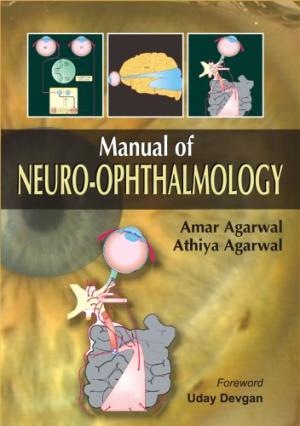 Manual of
NEURO-OPHTHALMOLOGY
Amar Agarwal
Athiya Agarwal
Foreword
Uday Devgan